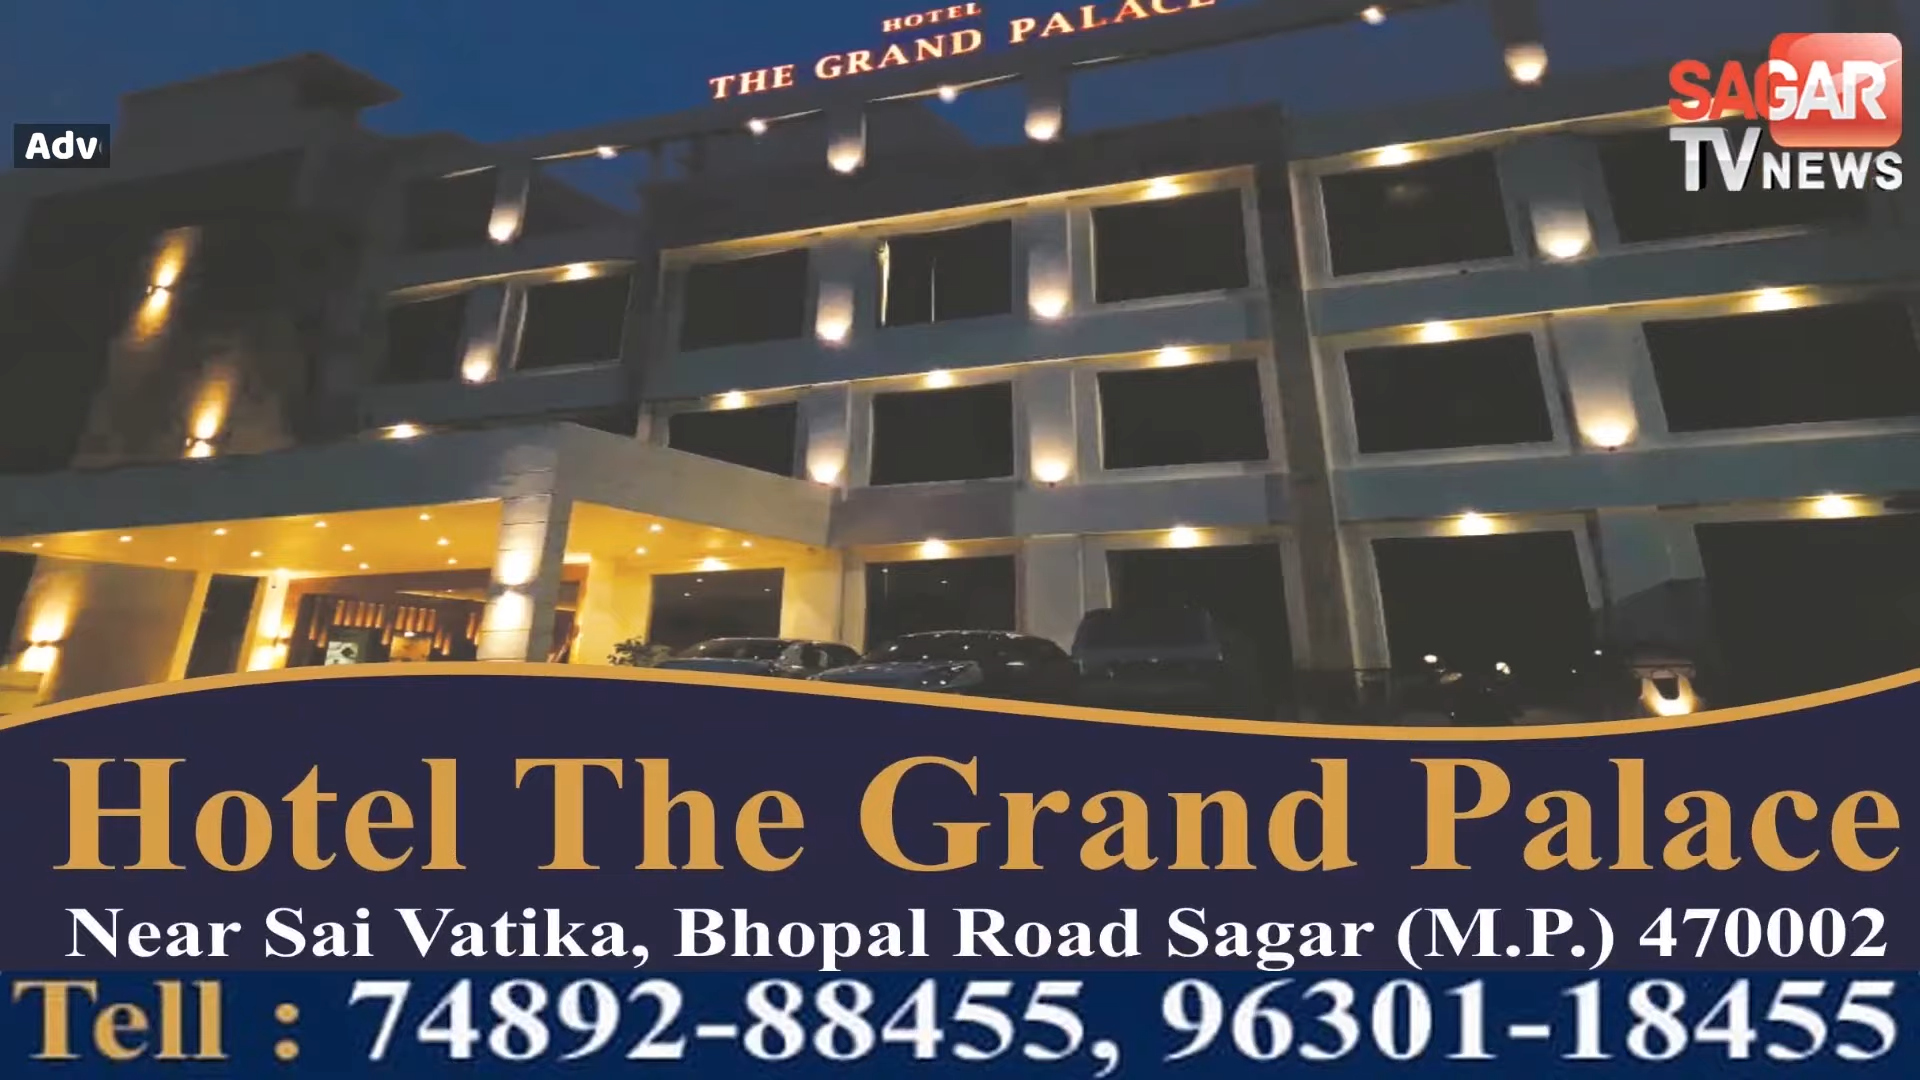 HOTEL
THE GRAND PALACE
SAGAR
TV NEWS
Adv
Hotel The Grand Palace
Near Sai Vatika, Bhopal Road Sagar (M.P.) 470002
Tell : 74892-88455, 96301-18455